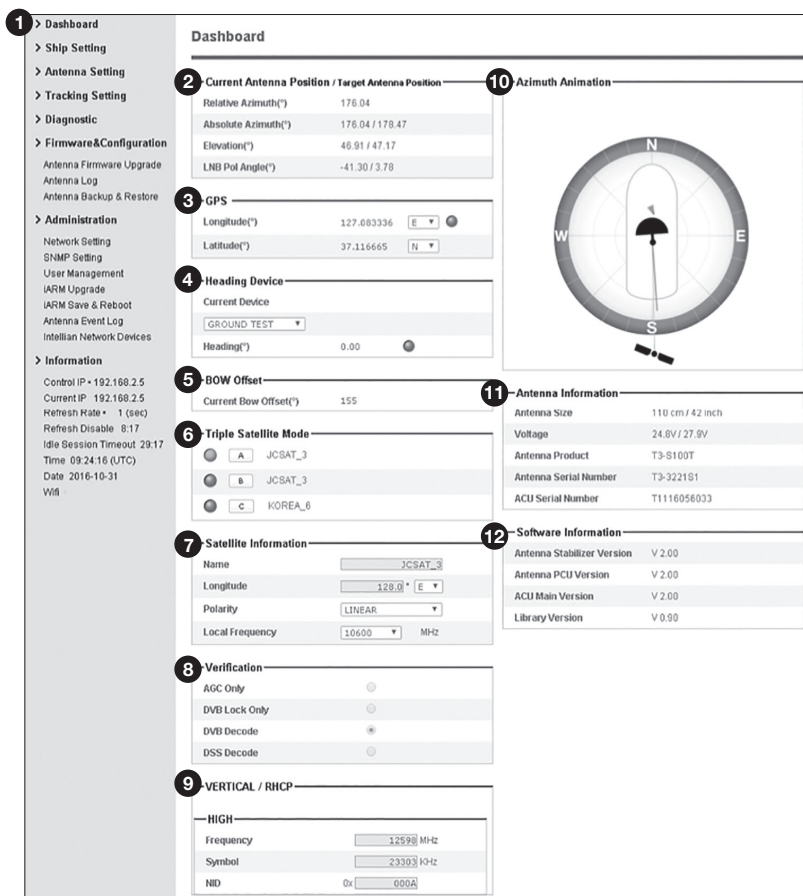 1
> Dashboard
> Ship Setting
> Antenna Setting
> Tracking Setting
> Diagnostic
> Firmware&Configuration
Antenna Firmware Upgrade
Antenna Log
Antenna Backup & Restore
> Administration
Network Setting
SNMP Setting
User Management
iARM Upgrade
iARM Save & Reboot
Antenna Event Log
Intellian Network Devices
> Information
Control IP • 192.168.2.5
Current IP 192.168.2.5
Refresh Rate • 1 (sec)
Refresh Disable 8:17
Idle Session Timeout 29:17
Time 09:24:16 (UTC)
Date 2016-10-31
Wifi
Dashboard
2 Current Antenna Position / Target Antenna Position
Relative Azimuth(°) 176.04
Absolute Azimuth(°) 176.04 / 178.47
Elevation(°) 46.91 / 47.17
LNB Pol Angle(°) -41.30 / 3.78
3 GPS
Longitude(°) 127.083336 E
Latitude(°) 37.116665 N
4 Heading Device
Current Device
GROUND TEST
Heading(°) 0.00
5 BOW Offset
Current Bow Offset(°) 155
6 Triple Satellite Mode
A JCSAT_3
B JCSAT_3
C KOREA_6
7 Satellite Information
Name JCSAT_3
Longitude 128.0 ° E
Polarity LINEAR
Local Frequency 10600 MHz
8 Verification
AGC Only
DVB Lock Only
DVB Decode
DSS Decode
9 VERTICAL / RHCP
HIGH
Frequency 12598 MHz
Symbol 23303 KHz
NID 0x 000A
10 Azimuth Animation
N
W
E
S
11 Antenna Information
Antenna Size 110 cm / 42 inch
Voltage 24.8V / 27.9V
Antenna Product T3-S100T
Antenna Serial Number T3-3221S1
ACU Serial Number T1116056033
12 Software Information
Antenna Stabilizer Version V 2.00
Antenna PCU Version V 2.00
ACU Main Version V 2.00
Library Version V 0.90